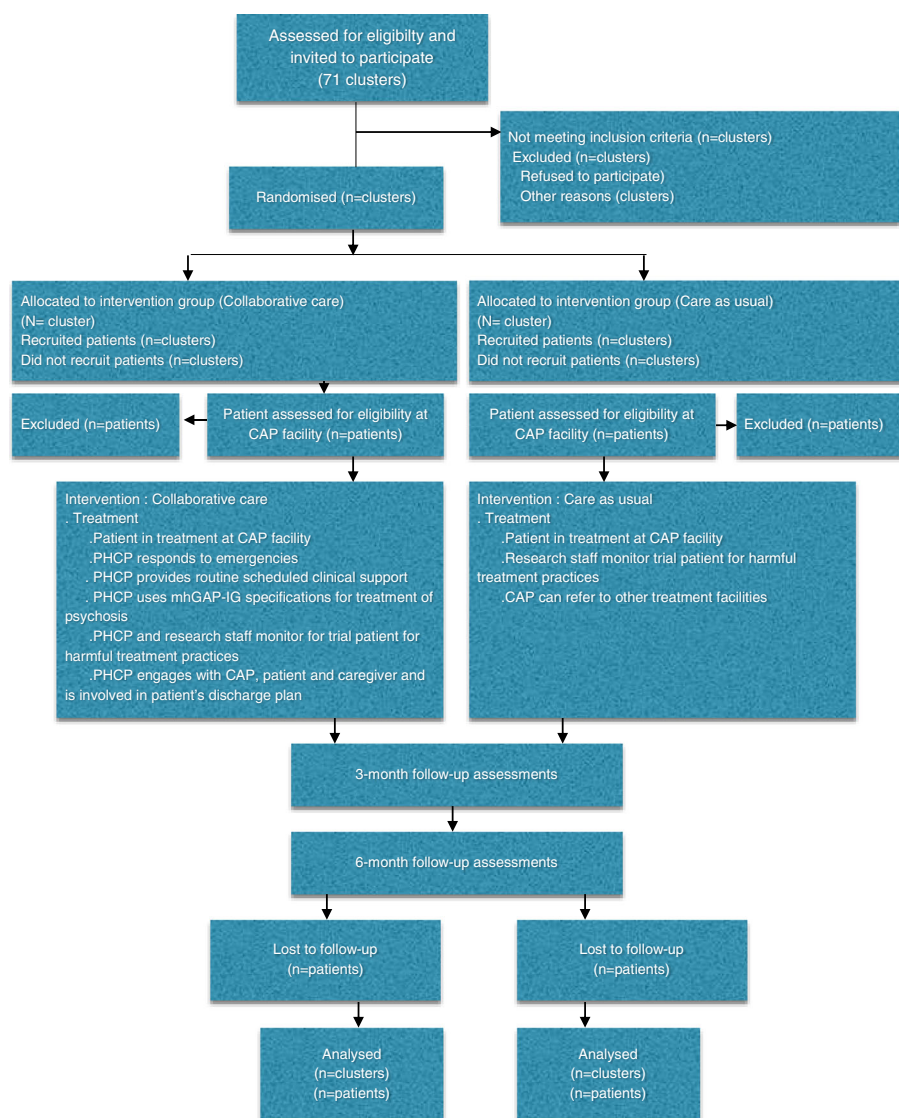 Assessed for eligibilty and
invited to participate
(71 clusters)
Not meeting inclusion criteria (n=clusters)
Excluded (n=clusters)
Refused to participate)
Other reasons (clusters)
Randomised (n=clusters)
Allocated to intervention group (Collaborative care)
(N= cluster)
Recruited patients (n=clusters)
Did not recruit patients (n=clusters)
Allocated to intervention group (Care as usual)
(N= cluster)
Recruited patients (n=clusters)
Did not recruit patients (n=clusters)
Excluded (n=patients)
Patient assessed for eligibility at
CAP facility (n=patients)
Patient assessed for eligibility at
CAP facility (n=patients)
Excluded (n=patients)
Intervention : Collaborative care
. Treatment
.Patient in treatment at CAP facility
.PHCP responds to emergencies
. PHCP provides routine scheduled clinical support
. PHCP uses mhGAP-IG specifications for treatment of
psychosis
.PHCP and research staff monitor for trial patient for
harmful treatment practices
.PHCP engages with CAP, patient and caregiver and
is involved in patient's discharge plan
Intervention : Care as usual
. Treatment
.Patient in treatment at CAP facility
.Research staff monitor trial patient for harmful
treatment practices
.CAP can refer to other treatment facilities
3-month follow-up assessments
6-month follow-up assessments
Lost to follow-up
(n=patients)
Lost to follow-up
(n=patients)
Analysed
(n=clusters)
(n=patients)
Analysed
(n=clusters)
(n=patients)